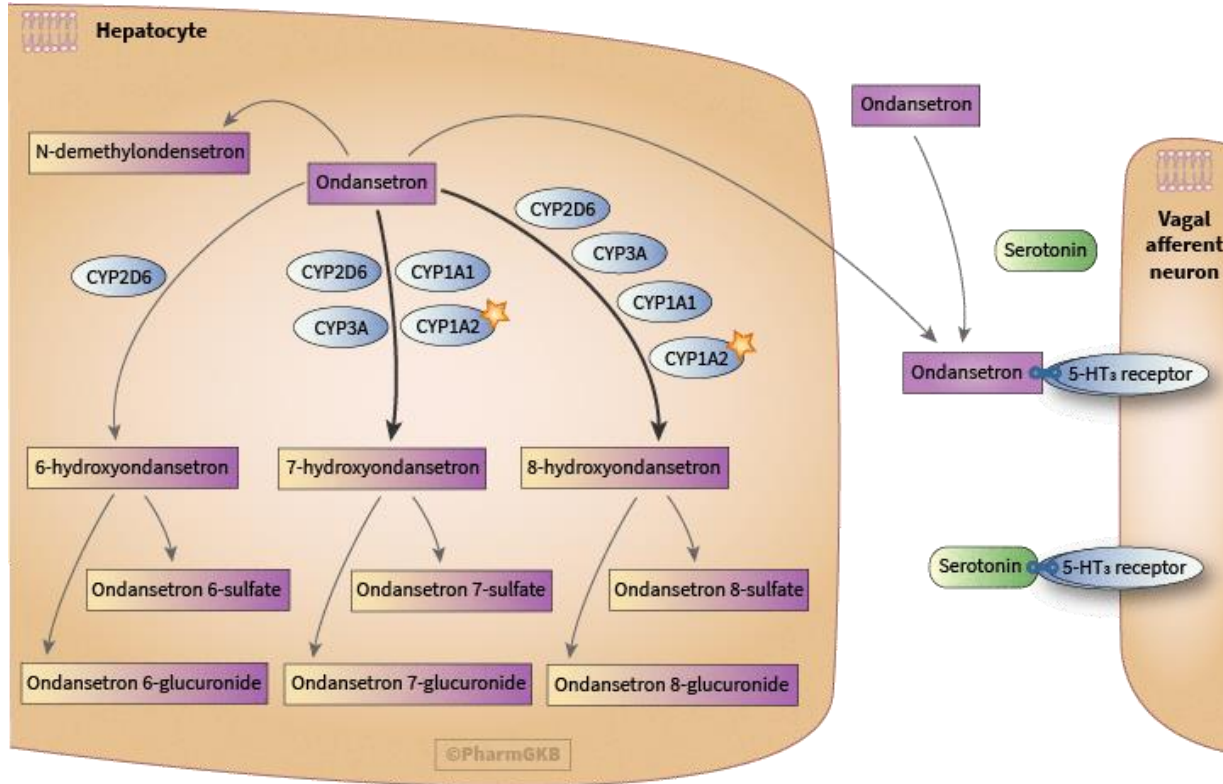 Hepatocyte
Ondansetron
N-demethylondensetron
Ondansetron
CYP2D6
CYP2D6
CYP1A1
CYP3A
CYP1A2
CYP2D6
CYP3A
CYP1A1
CYP1A2
Serotonin
Vagal
afferent
neuron
Ondansetron
5-HT₃ receptor
6-hydroxyondansetron
7-hydroxyondansetron
8-hydroxyondansetron
Serotonin
5-HT₃ receptor
Ondansetron 6-sulfate
Ondansetron 7-sulfate
Ondansetron 8-sulfate
Ondansetron 6-glucuronide
Ondansetron 7-glucuronide
Ondansetron 8-glucuronide
©PharmGKB